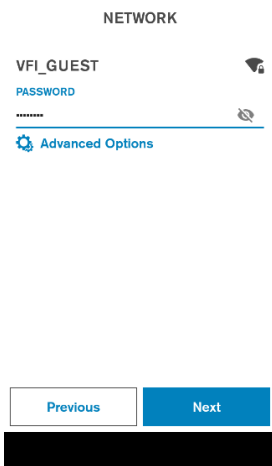 NETWORK
VFI_GUEST
PASSWORD
••••••••
Advanced Options
Previous
Next